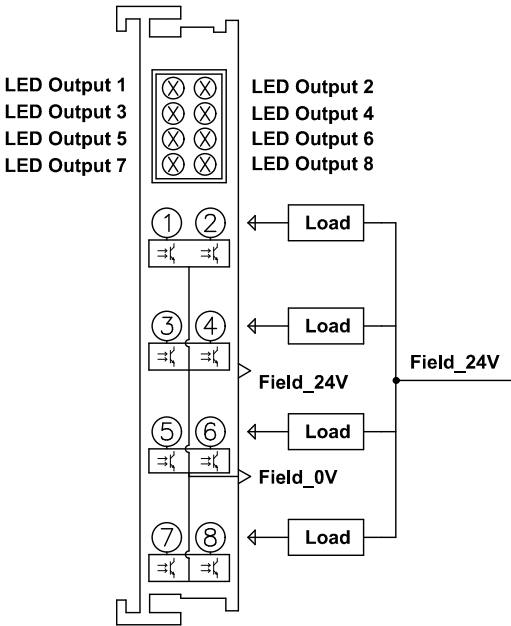 LED Output 1 LED Output 2
LED Output 3 LED Output 4
LED Output 5 LED Output 6
LED Output 7 LED Output 8
1 2 Load
3 4 Load
Field_24V
Field_24V
5 6 Load
Field_0V
7 8 Load